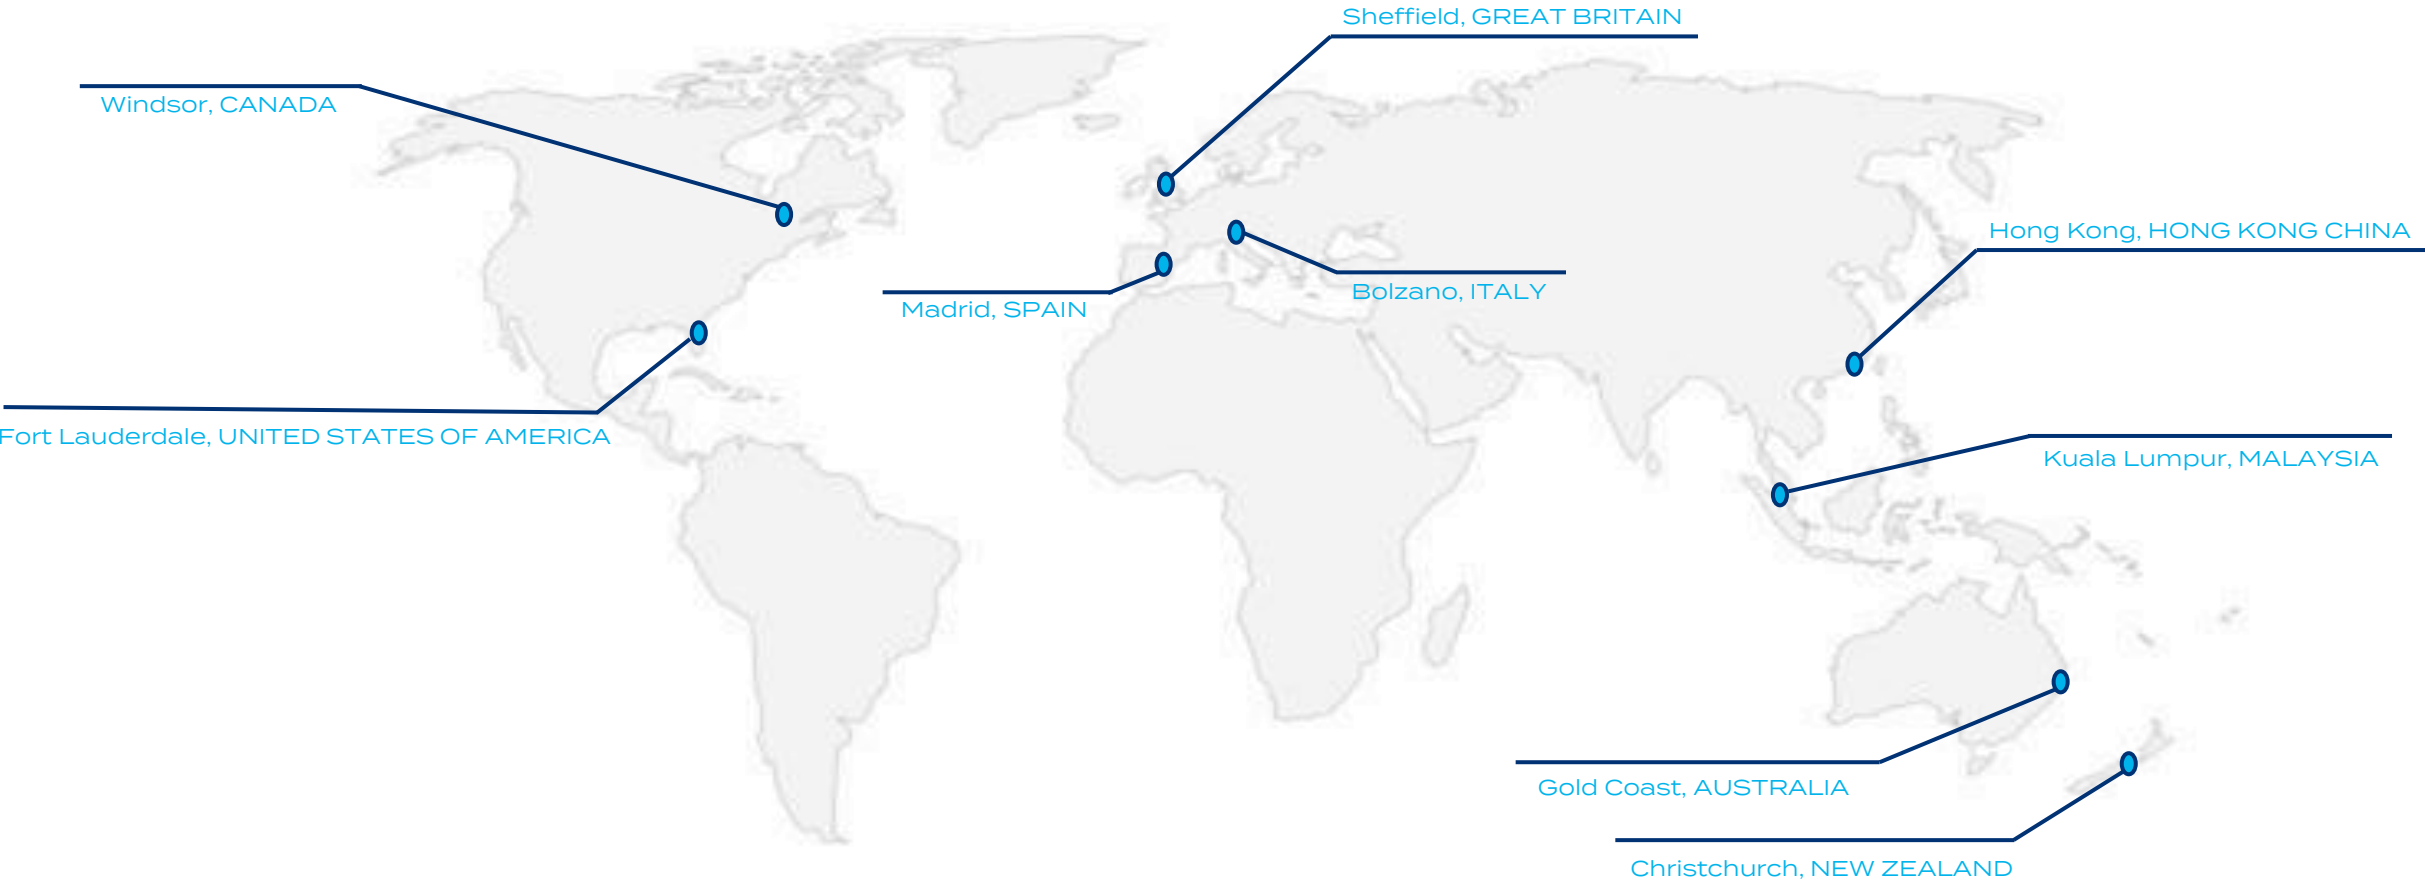 Sheffield, GREAT BRITAIN
Windsor, CANADA
Hong Kong, HONG KONG CHINA
Bolzano, ITALY
Madrid, SPAIN
Fort Lauderdale, UNITED STATES OF AMERICA
Kuala Lumpur, MALAYSIA
Gold Coast, AUSTRALIA
Christchurch, NEW ZEALAND